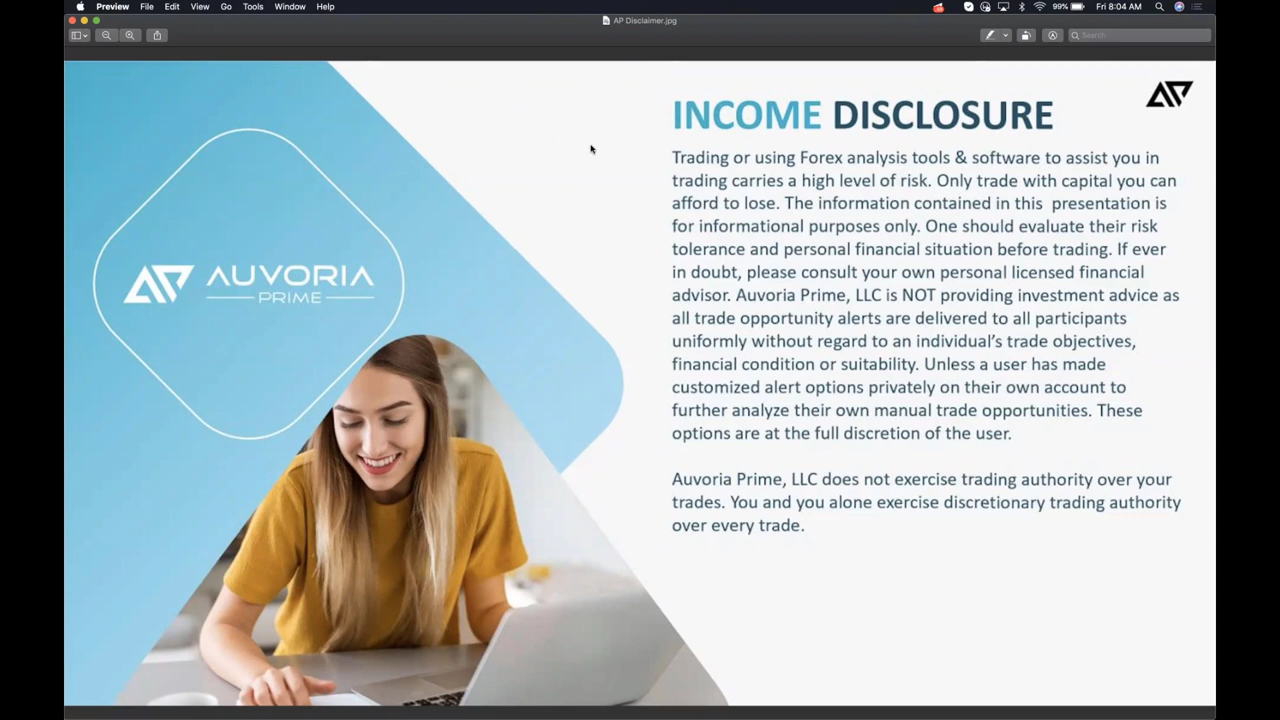 Preview File Edit View Go Tools Window Help 99% Fri 8:04 AM
AP Disclaimer.jpg
Search
AUVORIA
PRIME
INCOME DISCLOSURE
Trading or using Forex analysis tools & software to assist you in
trading carries a high level of risk. Only trade with capital you can
afford to lose. The information contained in this presentation is
for informational purposes only. One should evaluate their risk
tolerance and personal financial situation before trading. If ever
in doubt, please consult your own personal licensed financial
advisor. Auvoria Prime, LLC is NOT providing investment advice as
all trade opportunity alerts are delivered to all participants
uniformly without regard to an individual’s trade objectives,
financial condition or suitability. Unless a user has made
customized alert options privately on their own account to
further analyze their own manual trade opportunities. These
options are at the full discretion of the user.
Auvoria Prime, LLC does not exercise trading authority over your
trades. You and you alone exercise discretionary trading authority
over every trade.